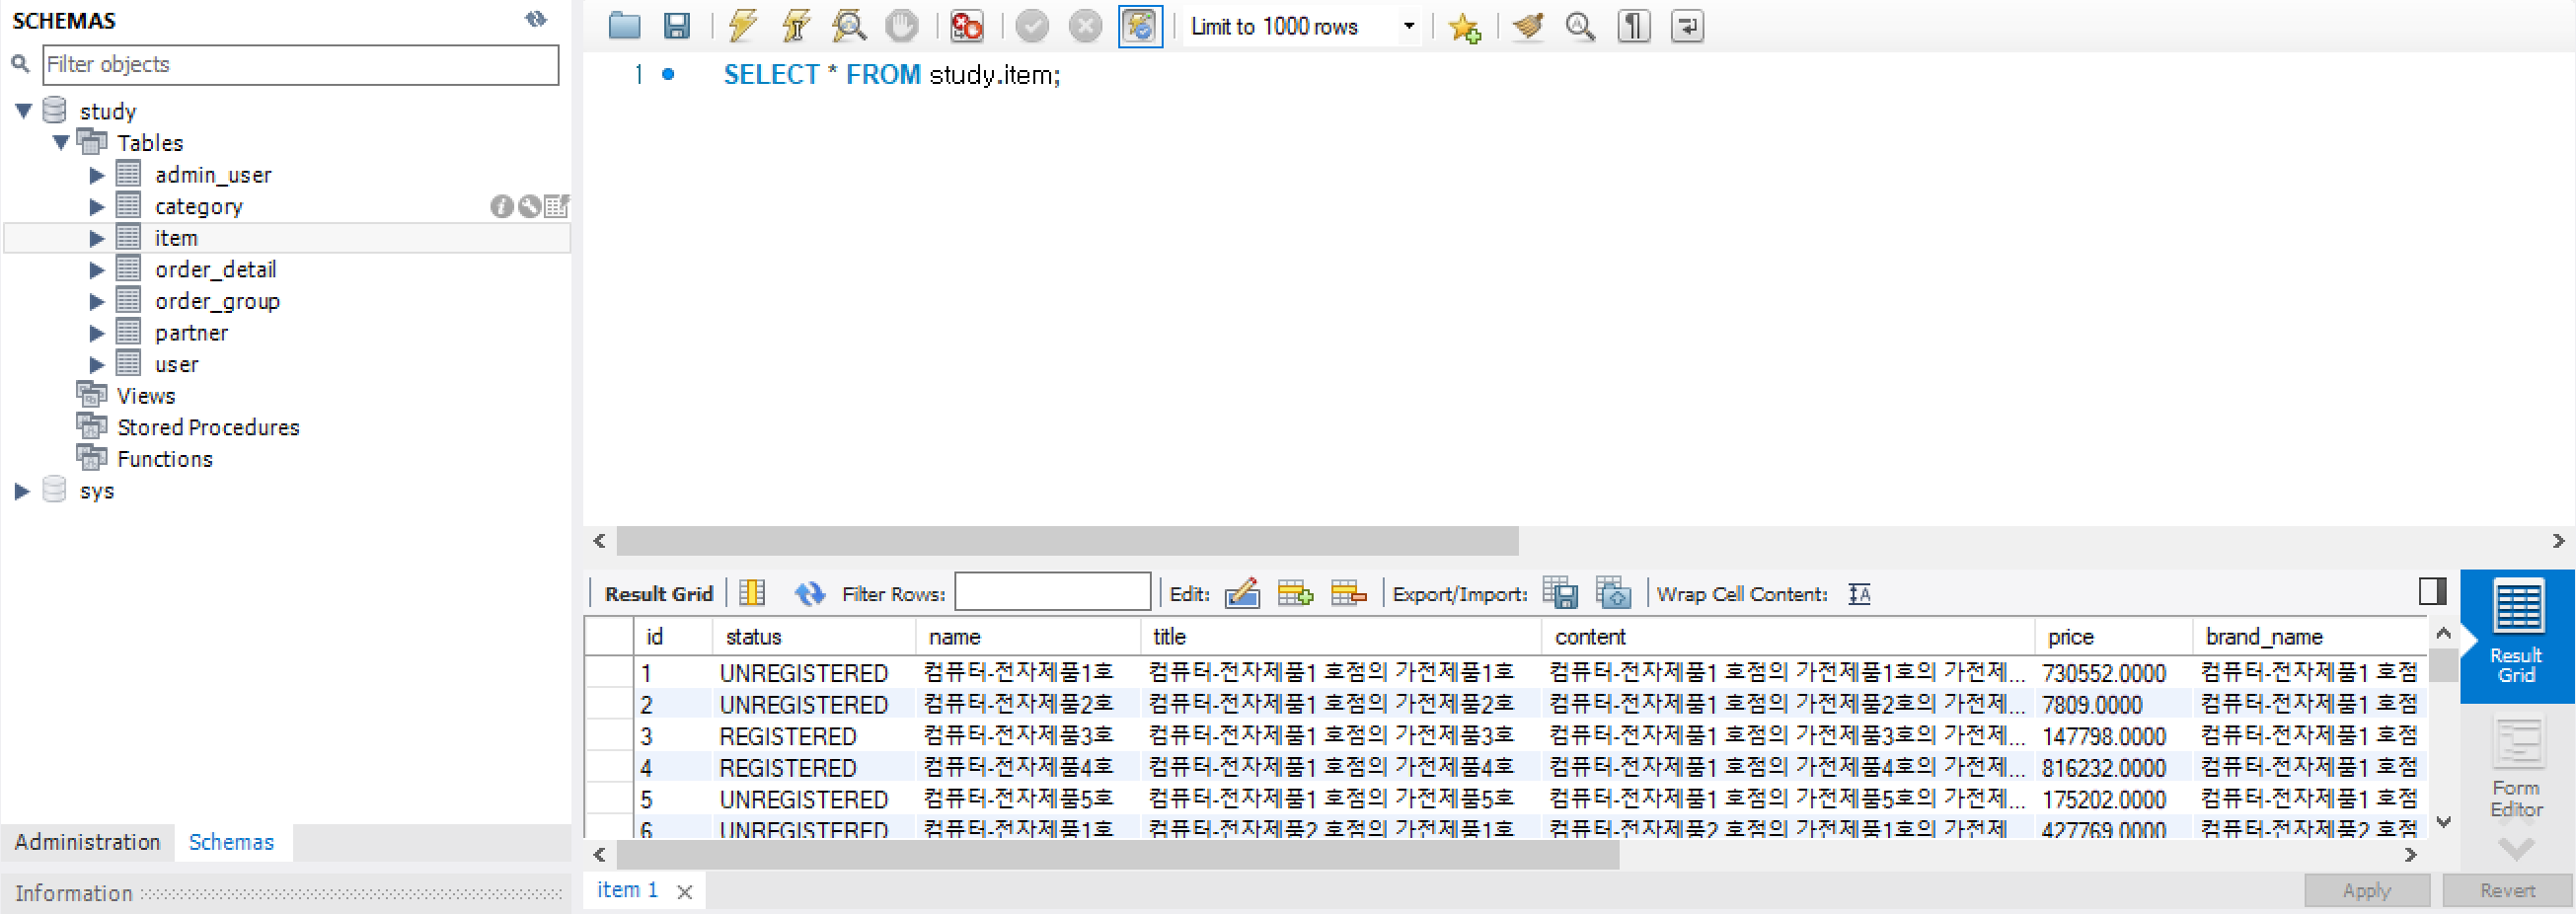 SCHEMAS
Filter objects
study
Tables
admin_user
category
item
order_detail
order_group
partner
user
Views
Stored Procedures
Functions
sys
Administration Schemas
Information
Limit to 1000 rows
1 SELECT * FROM study.item;
Result Grid Filter Rows: Edit: Export/Import: Wrap Cell Content:
id status name title content price brand_name
1 UNREGISTERED 컴퓨터-전자제품1호 컴퓨터-전자제품1 호점의 가전제품1호 컴퓨터-전자제품1 호점의 가전제품1호의 가전제... 730552.0000 컴퓨터-전자제품1 호점
2 UNREGISTERED 컴퓨터-전자제품2호 컴퓨터-전자제품1 호점의 가전제품2호 컴퓨터-전자제품1 호점의 가전제품2호의 가전제... 7809.0000 컴퓨터-전자제품1 호점
3 REGISTERED 컴퓨터-전자제품3호 컴퓨터-전자제품1 호점의 가전제품3호 컴퓨터-전자제품1 호점의 가전제품3호의 가전제... 147798.0000 컴퓨터-전자제품1 호점
4 REGISTERED 컴퓨터-전자제품4호 컴퓨터-전자제품1 호점의 가전제품4호 컴퓨터-전자제품1 호점의 가전제품4호의 가전제... 816232.0000 컴퓨터-전자제품1 호점
5 UNREGISTERED 컴퓨터-전자제품5호 컴퓨터-전자제품1 호점의 가전제품5호 컴퓨터-전자제품1 호점의 가전제품5호의 가전제... 175202.0000 컴퓨터-전자제품1 호점
6 UNREGISTERED 컴퓨터-전자제품1호 컴퓨터-전자제품2 호점의 가전제품1호 컴퓨터-전자제품2 호점의 가전제품1호의 가전제 427769.0000 컴퓨터-전자제품2 호점
Result
Grid
Form
Editor
item 1
Apply Revert